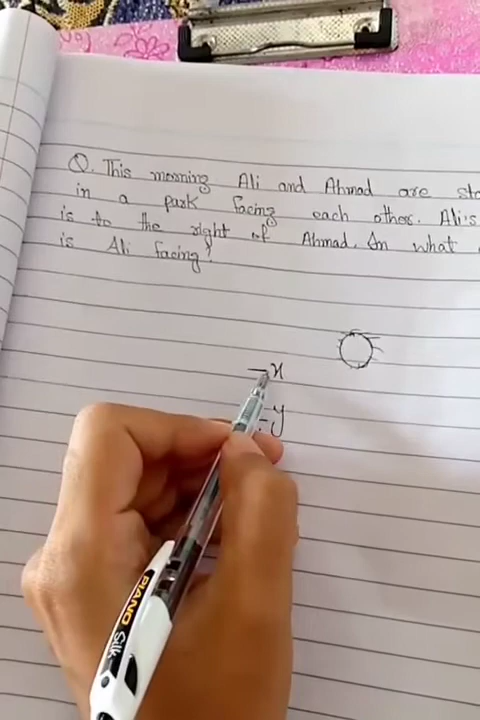 Q. This morning Ali and Ahmad are
in a park facing each other. Ali's
is to the right of Ahmad. In what
is Ali facing?
x
y
PIANO Silk